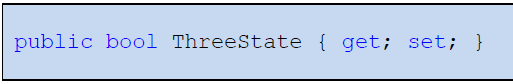 public bool ThreeState { get; set; }